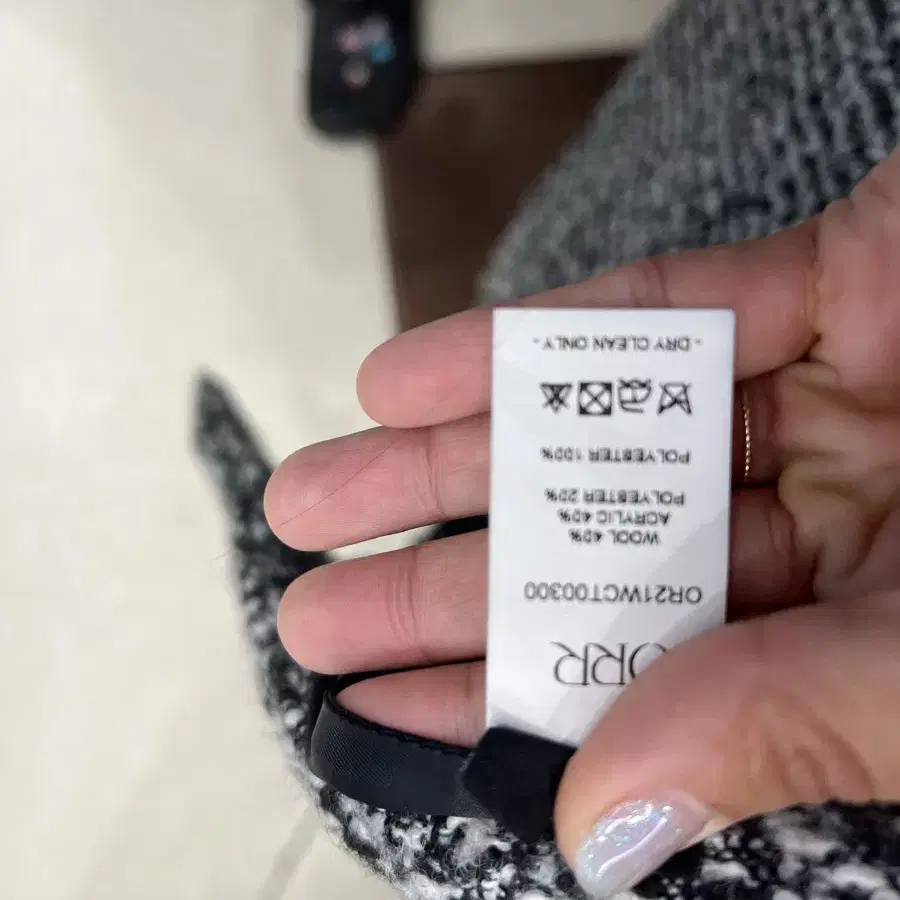 ORR
OR21WCT00300
WOOL 40%
ACRYLIC 40%
POLYESTER 20%
POLYESTER 100%
- DRY CLEAN ONLY -